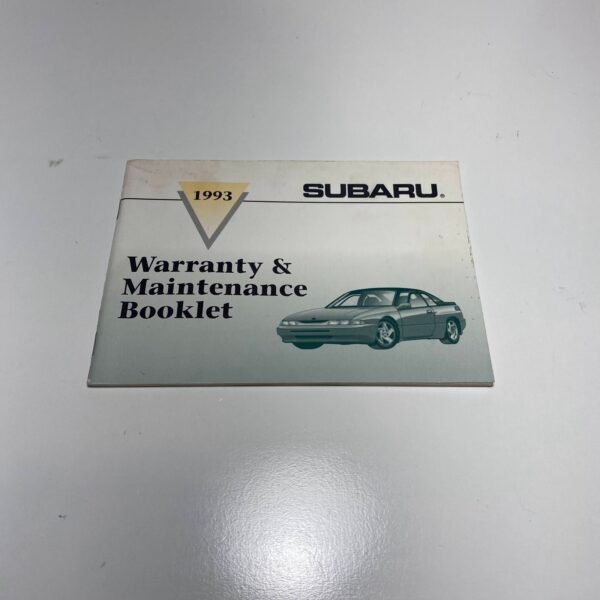 1993
SUBARU®
Warranty &
Maintenance
Booklet